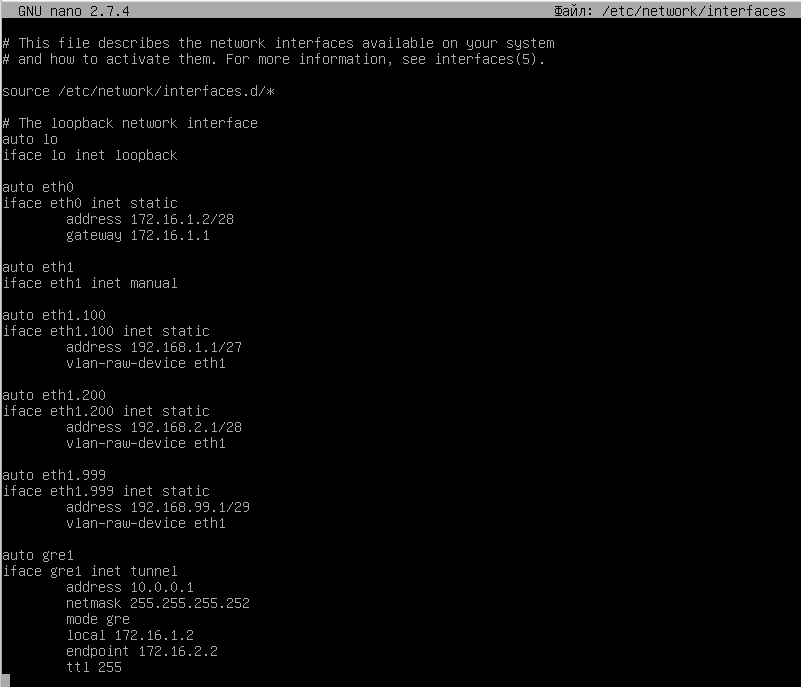 GNU nano 2.7.4 Файл: /etc/network/interfaces
# This file describes the network interfaces available on your system
# and how to activate them. For more information, see interfaces(5).
source /etc/network/interfaces.d/*
# The loopback network interface
auto lo
iface lo inet loopback
auto eth0
iface eth0 inet static
address 172.16.1.2/28
gateway 172.16.1.1
auto eth1
iface eth1 inet manual
auto eth1.100
iface eth1.100 inet static
address 192.168.1.1/27
vlan-raw-device eth1
auto eth1.200
iface eth1.200 inet static
address 192.168.2.1/28
vlan-raw-device eth1
auto eth1.999
iface eth1.999 inet static
address 192.168.99.1/29
vlan-raw-device eth1
auto gre1
iface gre1 inet tunnel
address 10.0.0.1
netmask 255.255.255.252
mode gre
local 172.16.1.2
endpoint 172.16.2.2
ttl 255